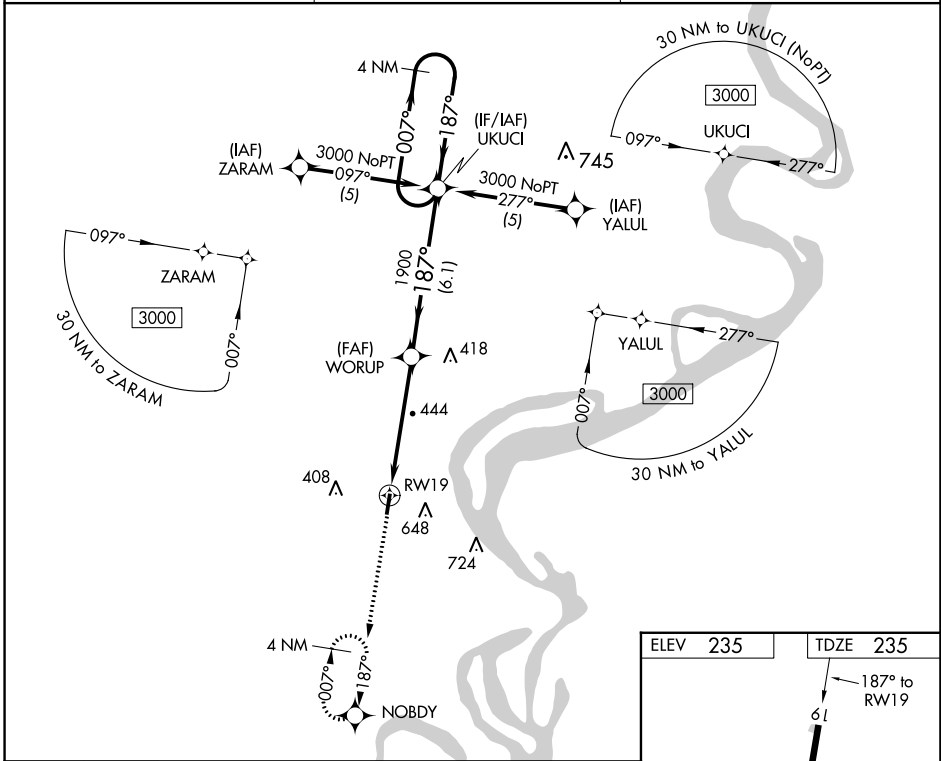 30 NM to UKUCI (NoPT)
3000
UKUCI
097°
277°
4 NM
007°
187°
(IF/IAF)
UKUCI
745
(IAF)
ZARAM
3000 NoPT
097°
(5)
3000 NoPT
277°
(5)
(IAF)
YALUL
1900
187°
(6.1)
097°
ZARAM
3000
007°
30 NM to ZARAM
YALUL
277°
3000
007°
30 NM to YALUL
(FAF)
WORUP
418
444
408
RW19
648
724
4 NM
007°
187°
NOBDY
ELEV 235
TDZE 235
187° to
RW19
19